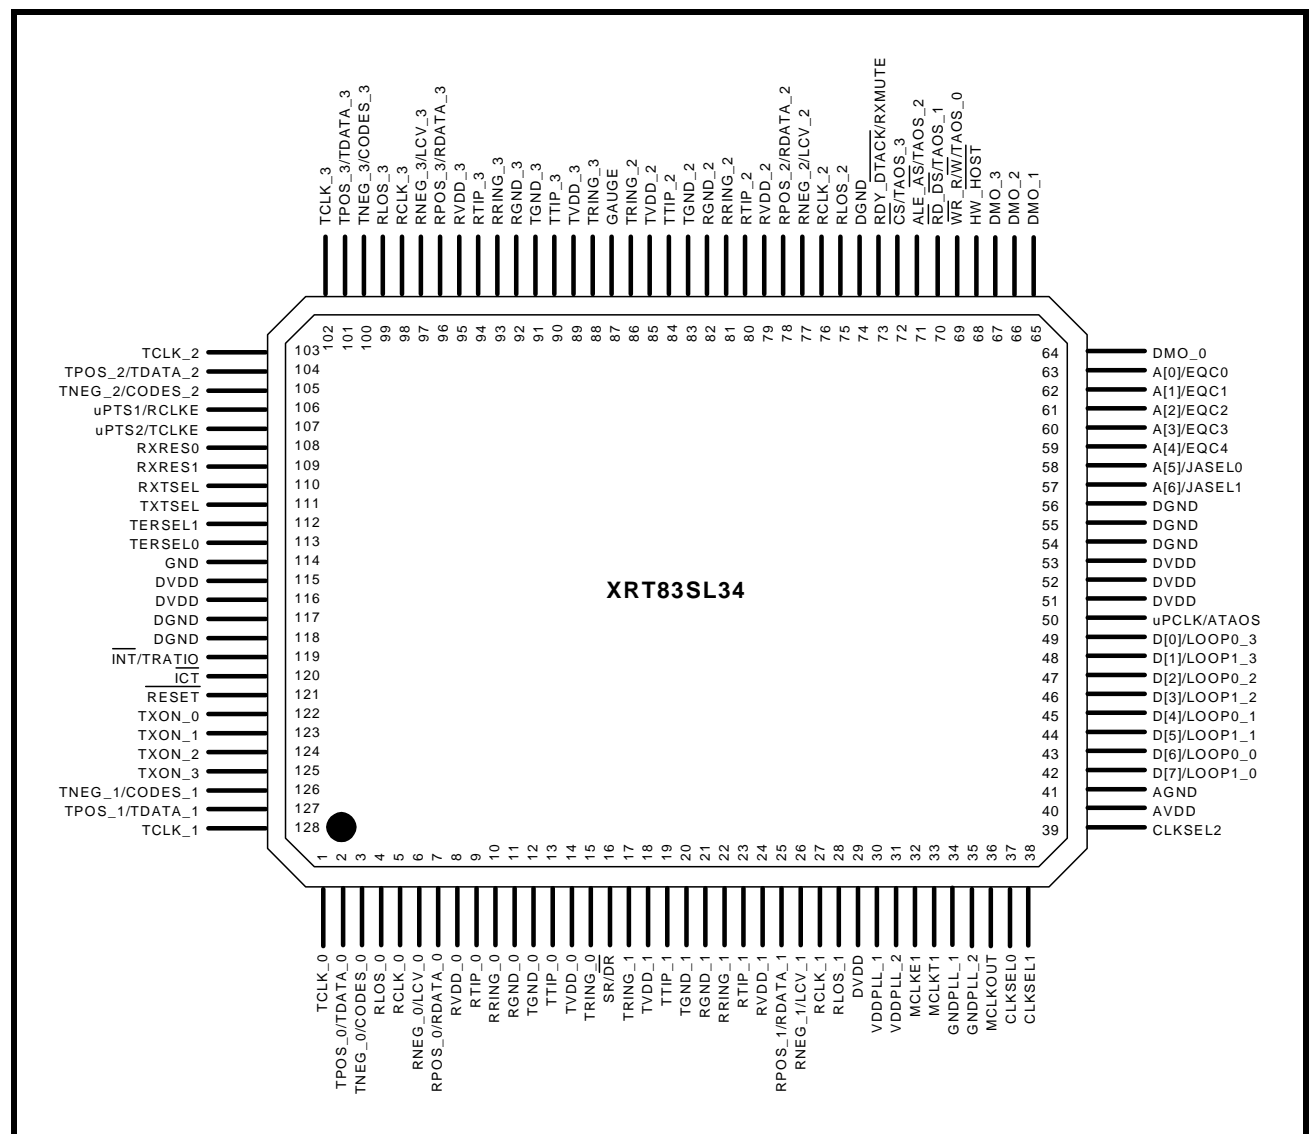 TCLK_3
TPOS_3/TDATA_3
TNEG_3/CODES_3
RLOS_3
RCLK_3
RNEG_3/LCV_3
RPOS_3/RDATA_3
RVDD_3
RTIP_3
RRING_3
RGND_3
TGND_3
TTIP_3
TVDD_3
TRING_3
GAUGE
TRING_2
TVDD_2
TTIP_2
TGND_2
RGND_2
RRING_2
RTIP_2
RVDD_2
RPOS_2/RDATA_2
RNEG_2/LCV_2
RCLK_2
RLOS_2
DGND
RDY_DTACK/RXMUTE
CS/TAOS_3
ALE_AS/TAOS_2
RD_DS/TAOS_1
WR_R/W/TAOS_0
HW_HOST
DMO_3
DMO_2
DMO_1
102
101
100
99
98
97
96
95
94
93
92
91
90
89
88
87
86
85
84
83
82
81
80
79
78
77
76
75
74
73
72
71
70
69
68
67
66
65
TCLK_2 103
TPOS_2/TDATA_2 104
TNEG_2/CODES_2 105
uPTS1/RCLKE 106
uPTS2/TCLKE 107
RXRES0 108
RXRES1 109
RXTSEL 110
TXTSEL 111
TERSEL1 112
TERSEL0 113
GND 114
DVDD 115
DVDD 116
DGND 117
DGND 118
INT/TRATIO 119
ICT 120
RESET 121
TXON_0 122
TXON_1 123
TXON_2 124
TXON_3 125
TNEG_1/CODES_1 126
TPOS_1/TDATA_1 127
TCLK_1 128
XRT83SL34
64 DMO_0
63 A[0]/EQC0
62 A[1]/EQC1
61 A[2]/EQC2
60 A[3]/EQC3
59 A[4]/EQC4
58 A[5]/JASEL0
57 A[6]/JASEL1
56 DGND
55 DGND
54 DGND
53 DVDD
52 DVDD
51 DVDD
50 uPCLK/ATAOS
49 D[0]/LOOP0_3
48 D[1]/LOOP1_3
47 D[2]/LOOP0_2
46 D[3]/LOOP1_2
45 D[4]/LOOP0_1
44 D[5]/LOOP1_1
43 D[6]/LOOP0_0
42 D[7]/LOOP1_0
41 AGND
40 AVDD
39 CLKSEL2
1
2
3
4
5
6
7
8
9
10
11
12
13
14
15
16
17
18
19
20
21
22
23
24
25
26
27
28
29
30
31
32
33
34
35
36
37
38
TCLK_0
TPOS_0/TDATA_0
TNEG_0/CODES_0
RLOS_0
RCLK_0
RNEG_0/LCV_0
RPOS_0/RDATA_0
RVDD_0
RTIP_0
RRING_0
RGND_0
TGND_0
TTIP_0
TVDD_0
TRING_0
SR/DR
TRING_1
TVDD_1
TTIP_1
TGND_1
RGND_1
RRING_1
RTIP_1
RVDD_1
RPOS_1/RDATA_1
RNEG_1/LCV_1
RCLK_1
RLOS_1
DVDD
VDDPLL_1
VDDPLL_2
MCLKE1
MCLKT1
GNDPLL_1
GNDPLL_2
MCLKOUT
CLKSEL0
CLKSEL1